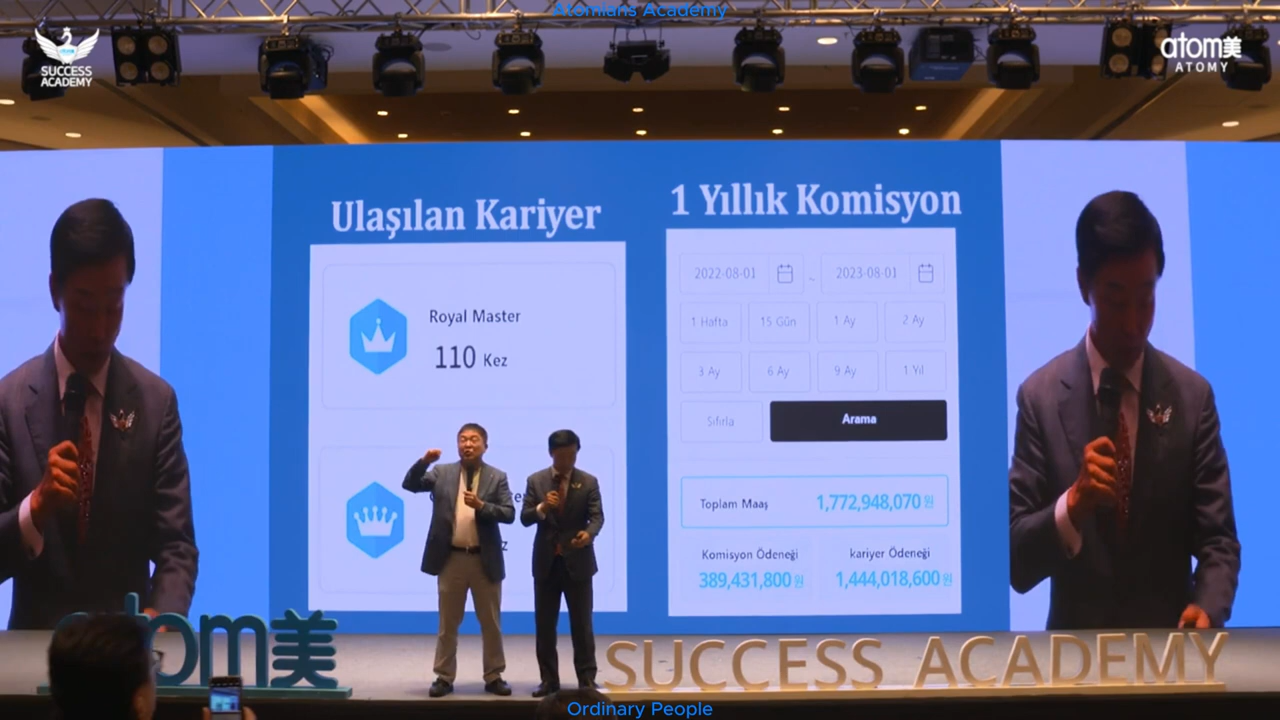 Atomians Academy
SUCCESS
ACADEMY
atom美
ATOMY
Ulaşılan Kariyer
Royal Master
110 Kez
1 Yıllık Komisyon
2022-08-01 ~ 2023-08-01
1 Hafta 15 Gün 1 Ay 2 Ay
3 Ay 6 Ay 9 Ay 1 Yıl
Sıfırla Arama
Toplam Maaş 1,772,948,070 원
Komisyon Ödeneği kariyer Ödeneği
389,431,800 원 1,444,018,600 원
atom美
SUCCESS ACADEMY
Ordinary People